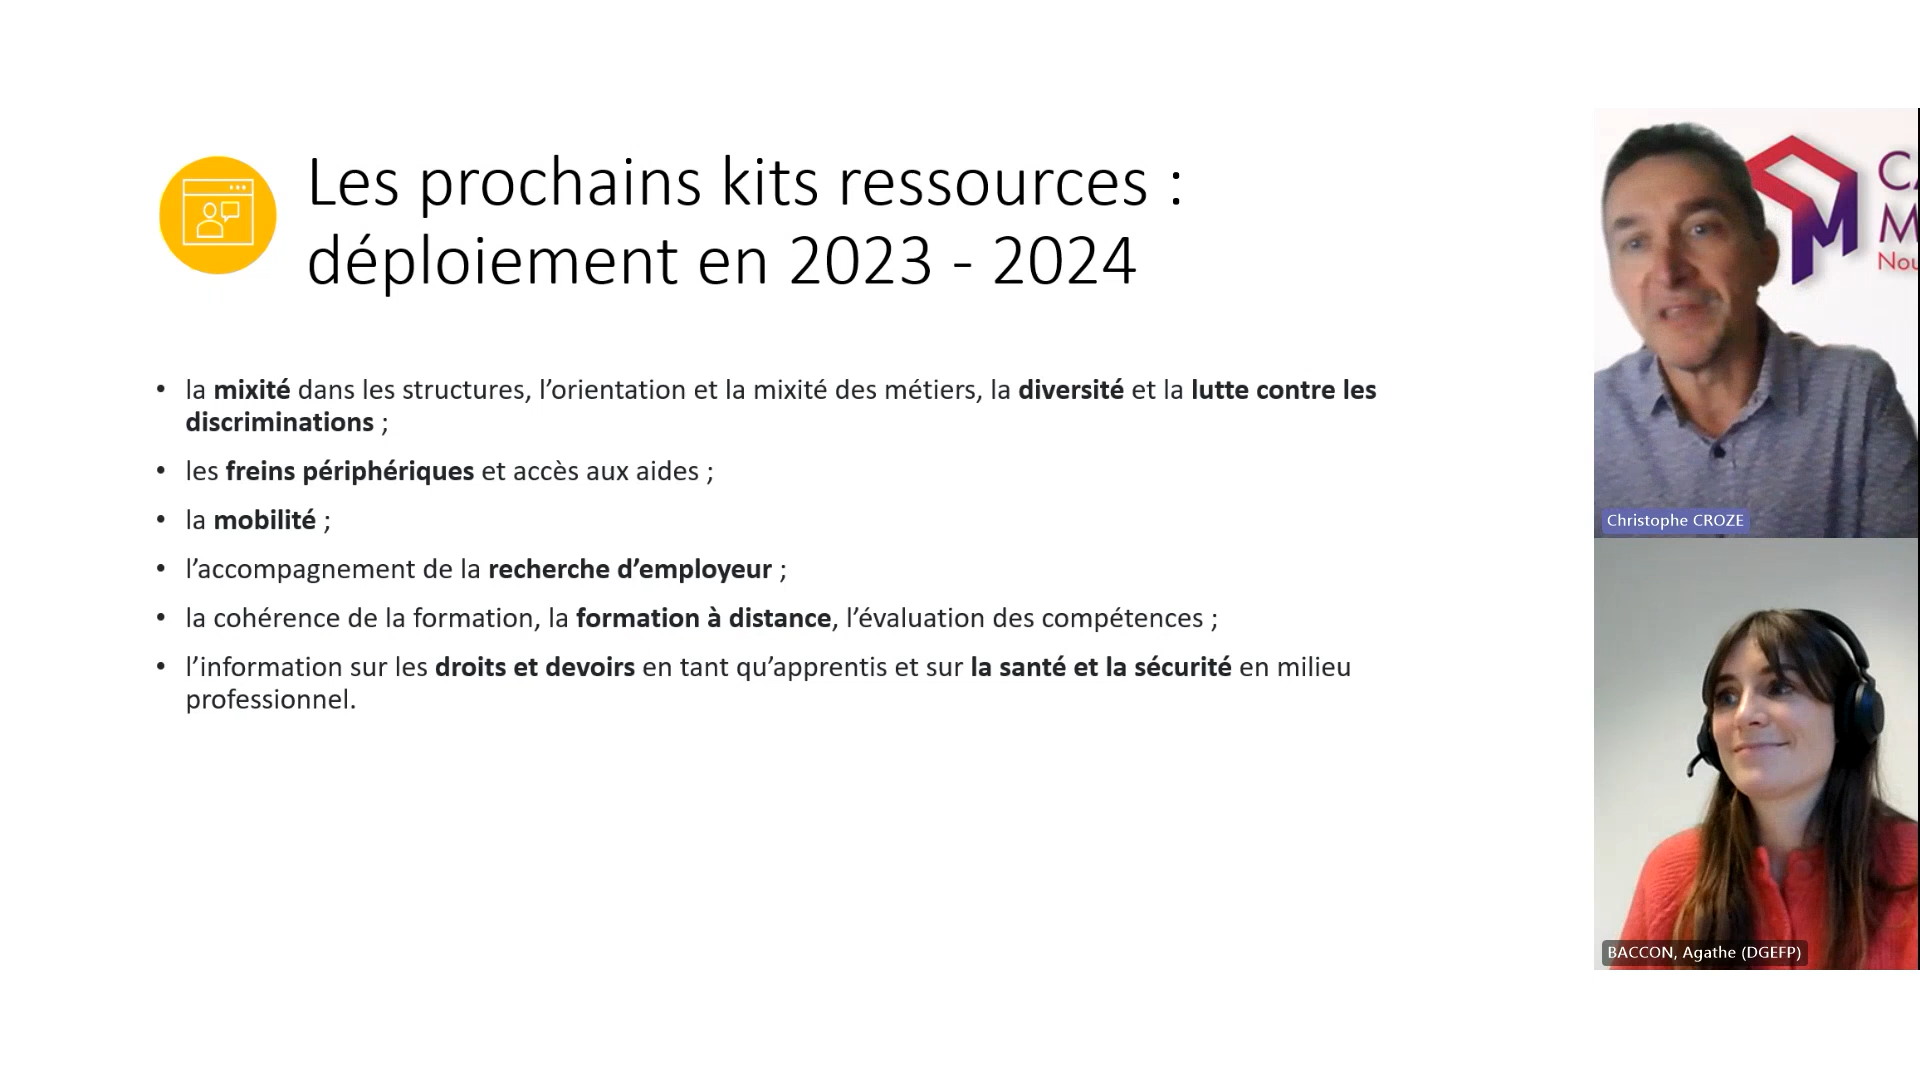 Les prochains kits ressources :
déploiement en 2023 - 2024
• la mixité dans les structures, l’orientation et la mixité des métiers, la diversité et la lutte contre les
discriminations ;
• les freins périphériques et accès aux aides ;
• la mobilité ;
• l’accompagnement de la recherche d’employeur ;
• la cohérence de la formation, la formation à distance, l’évaluation des compétences ;
• l’information sur les droits et devoirs en tant qu’apprentis et sur la santé et la sécurité en milieu
professionnel.
Christophe CROZE
BACCON, Agathe (DGEFP)